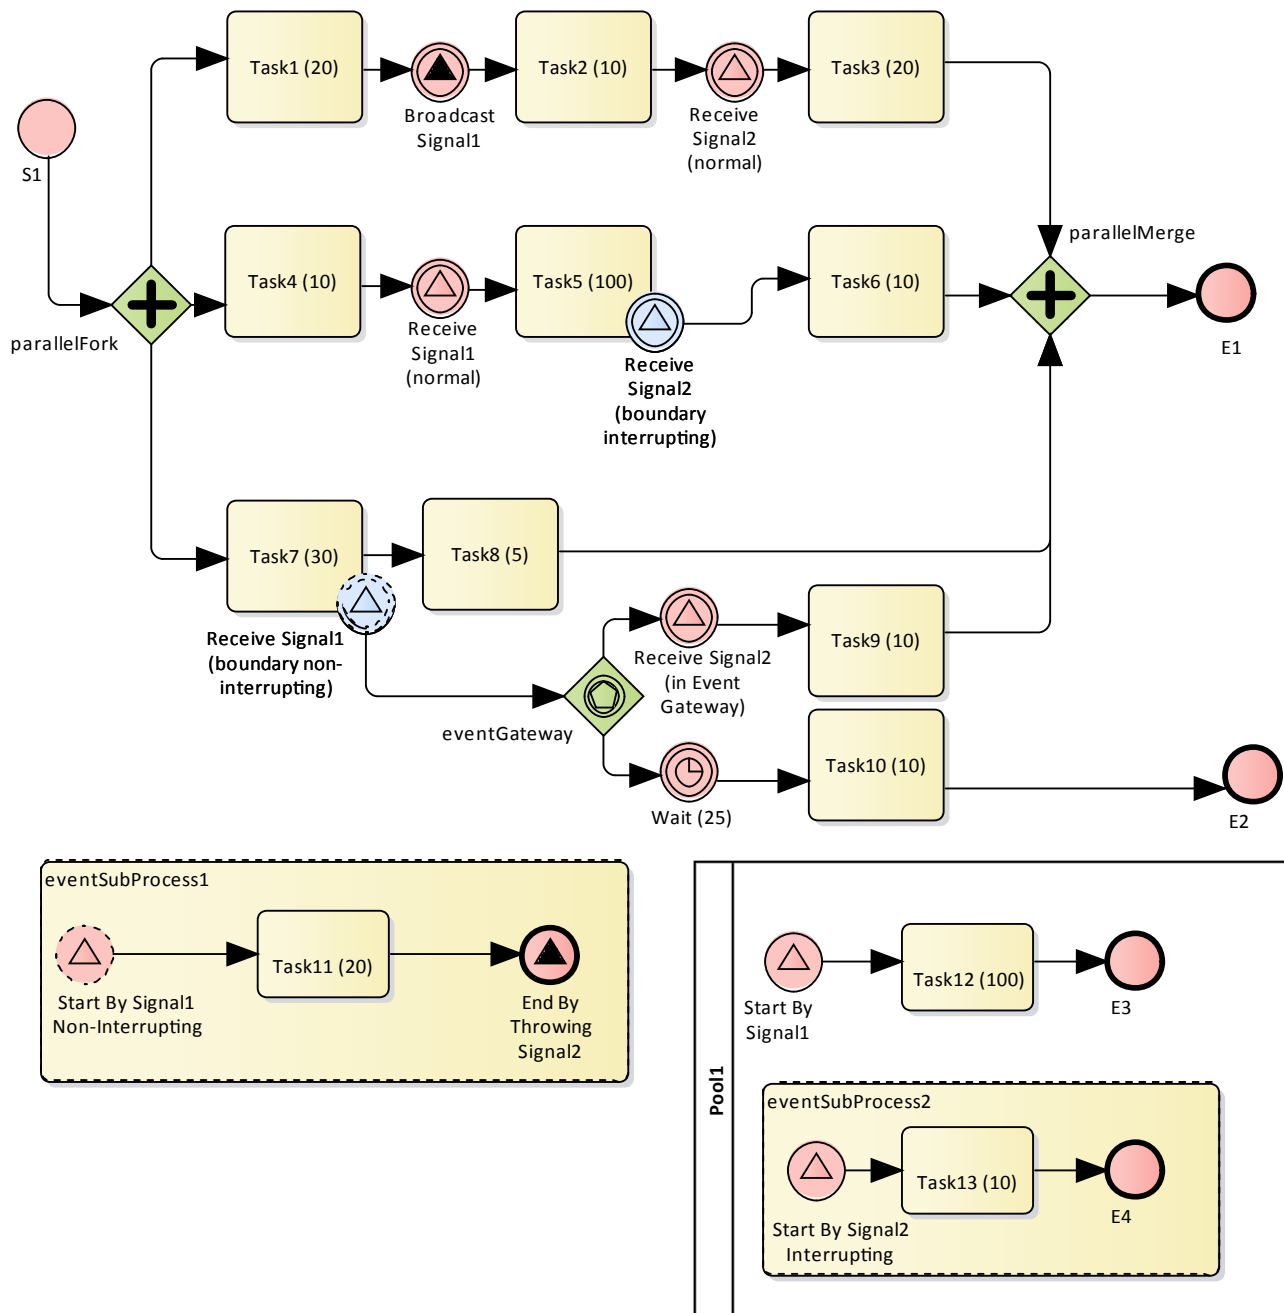 Task1 (20)
Task2 (10)
Task3 (20)
Broadcast
Signal1
Receive
Signal2
(normal)
S1
parallelMerge
Task4 (10)
Task5 (100)
Task6 (10)
Receive
Signal1
(normal)
parallelFork
E1
Receive
Signal2
(boundary
interrupting)
Task7 (30)
Task8 (5)
Receive Signal1
(boundary non-
interrupting)
Task9 (10)
Receive Signal2
(in Event
Gateway)
eventGateway
Task10 (10)
Wait (25)
E2
eventSubProcess1
Task11 (20)
Start By Signal1
Non-Interrupting
End By
Throwing
Signal2
Pool1
Task12 (100)
Start By
Signal1
E3
eventSubProcess2
Task13 (10)
Start By Signal2
Interrupting
E4